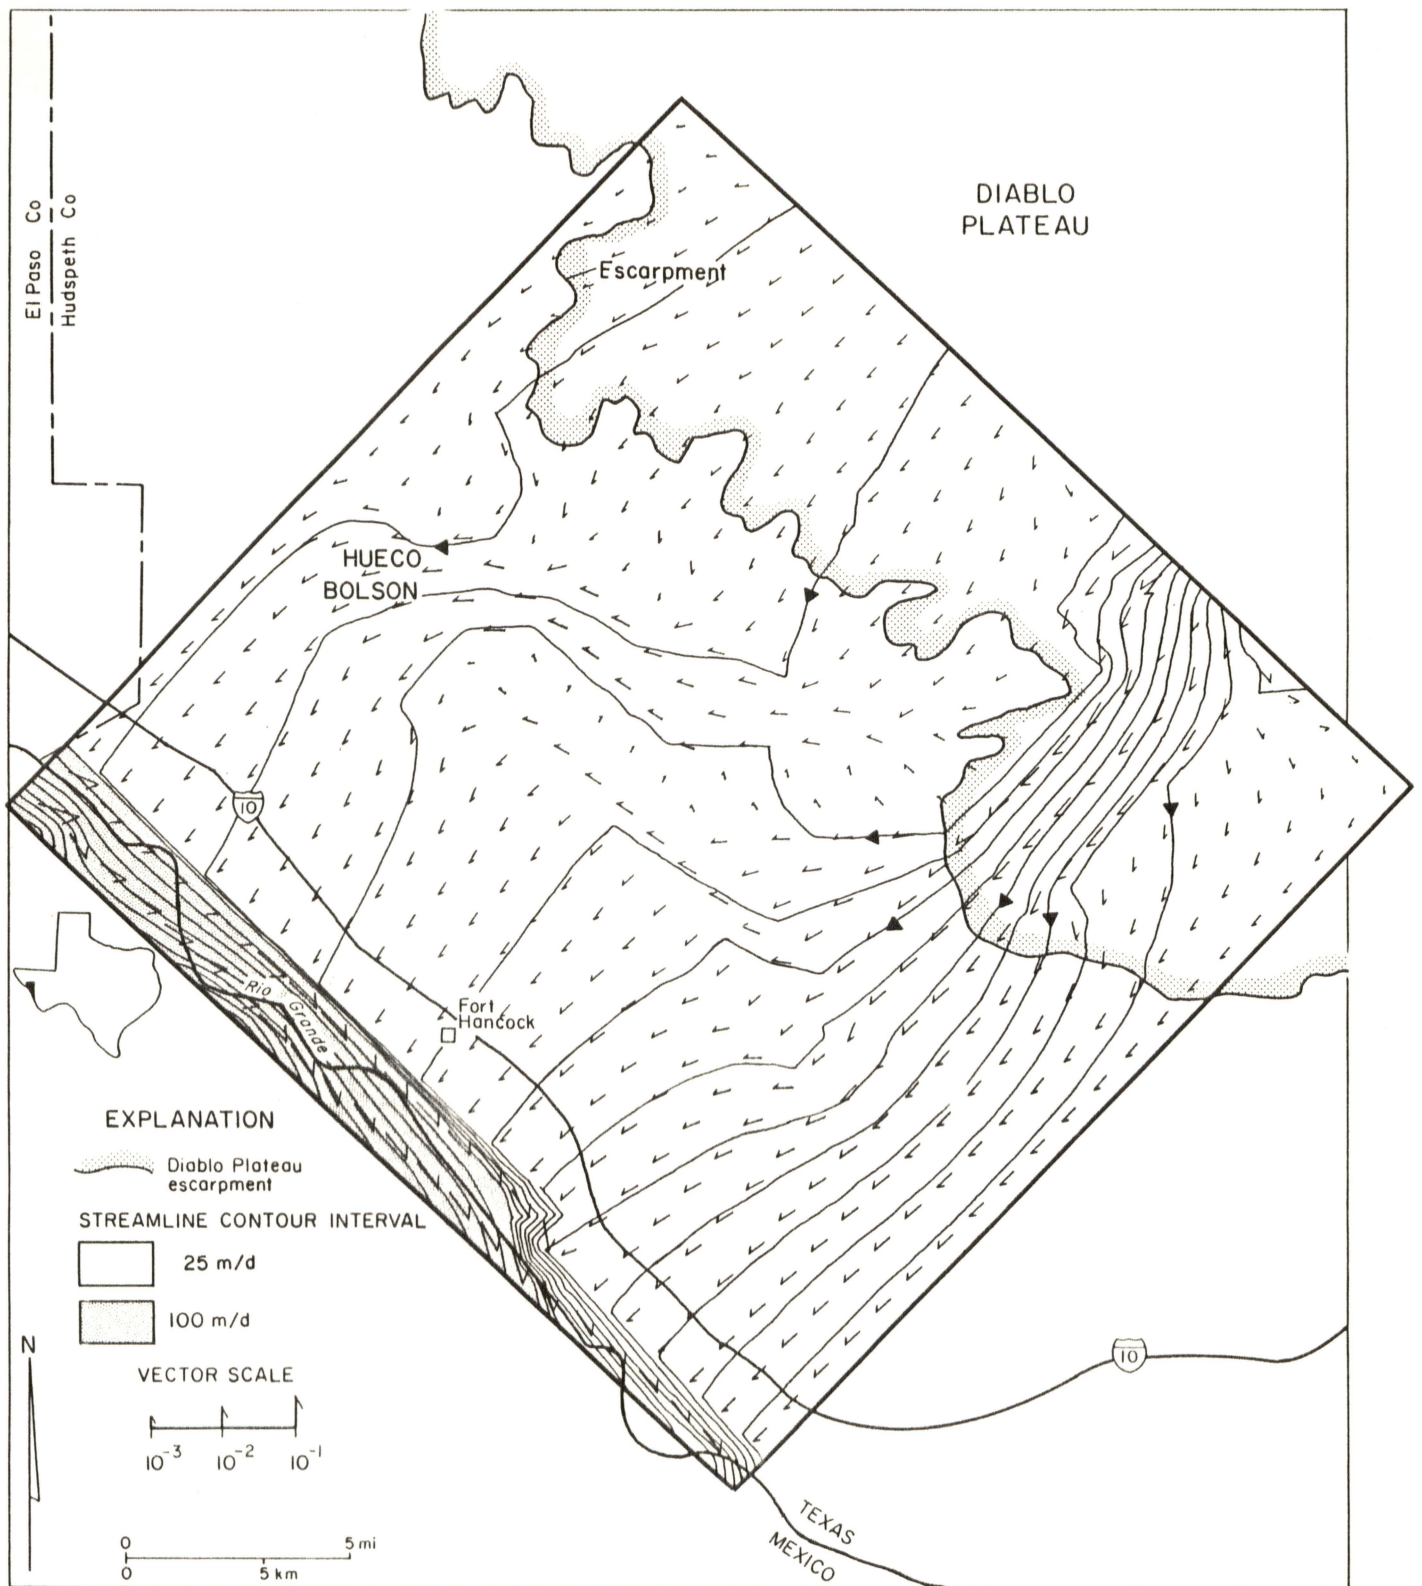 El Paso Co
Hudspeth Co
DIABLO
PLATEAU
Escarpment
HUECO
BOLSON
10
Rio Grande
Fort
Hancock
EXPLANATION
Diablo Plateau
escarpment
STREAMLINE CONTOUR INTERVAL
25 m/d
100 m/d
N
VECTOR SCALE
10⁻³ 10⁻² 10⁻¹
10
0 5 mi
0 5 km
TEXAS
MEXICO